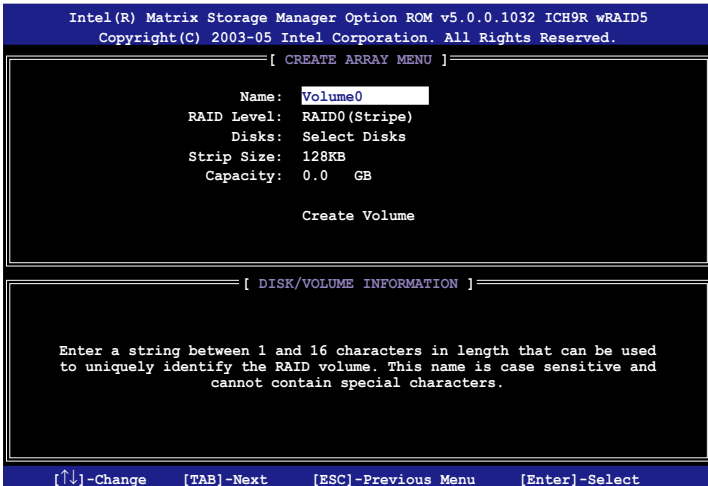 Intel(R) Matrix Storage Manager Option ROM v5.0.0.1032 ICH9R wRAID5
Copyright(C) 2003-05 Intel Corporation. All Rights Reserved.
[ CREATE ARRAY MENU ]
Name: Volume0
RAID Level: RAID0(Stripe)
Disks: Select Disks
Strip Size: 128KB
Capacity: 0.0 GB
Create Volume
[ DISK/VOLUME INFORMATION ]
Enter a string between 1 and 16 characters in length that can be used
to uniquely identify the RAID volume. This name is case sensitive and
cannot contain special characters.
[↑↓]-Change [TAB]-Next [ESC]-Previous Menu [Enter]-Select